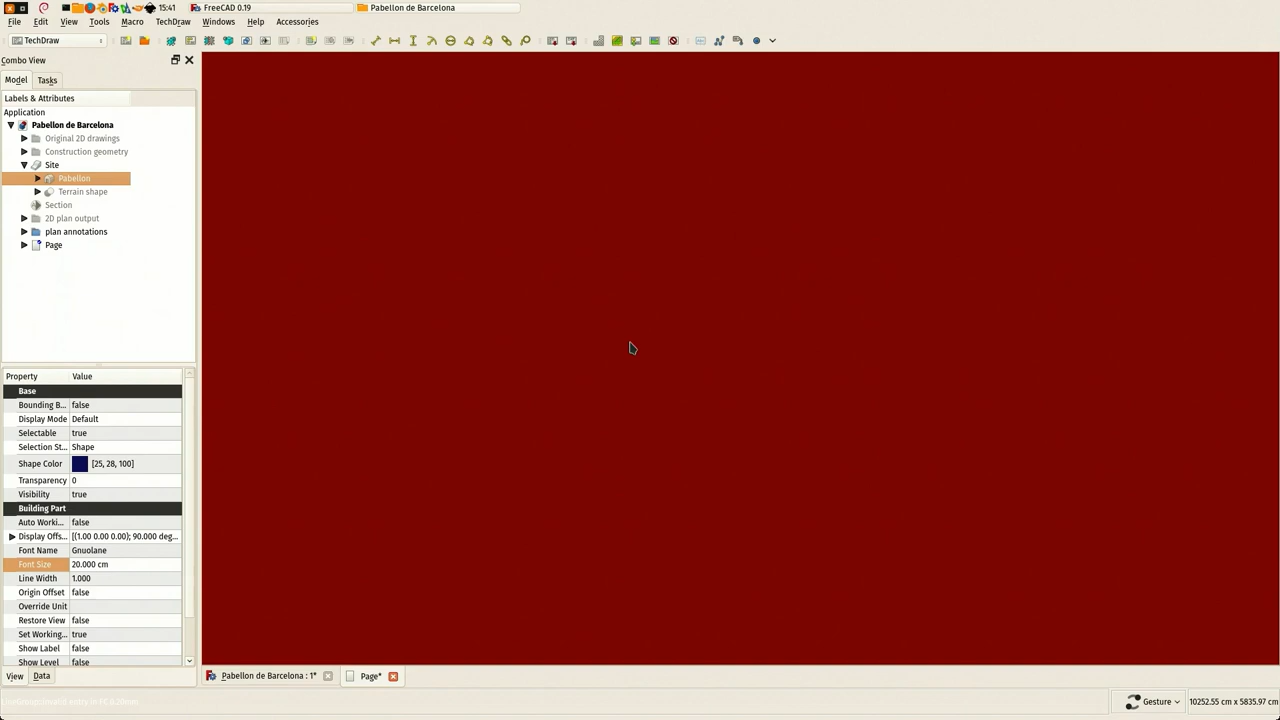 15:41 FreeCAD 0.19 Pabellon de Barcelona
File Edit View Tools Macro TechDraw Windows Help Accessories
TechDraw
Combo View
Model Tasks
Labels & Attributes
Application
Pabellon de Barcelona
Original 2D drawings
Construction geometry
Site
Pabellon
Terrain shape
Section
2D plan output
plan annotations
Page
Property Value
Base
Bounding B... false
Display Mode Default
Selectable true
Selection St... Shape
Shape Color [25, 28, 100]
Transparency 0
Visibility true
Building Part
Auto Worki... false
Display Offs... [(1.00 0.00 0.00); 90.000 deg...
Font Name Gnuolane
Font Size 20.000 cm
Line Width 1.000
Origin Offset false
Override Unit
Restore View false
Set Working... true
Show Label false
Show Level false
View Data
Pabellon de Barcelona : 1* Page*
Gesture 10252.55 cm x 5835.97 cm